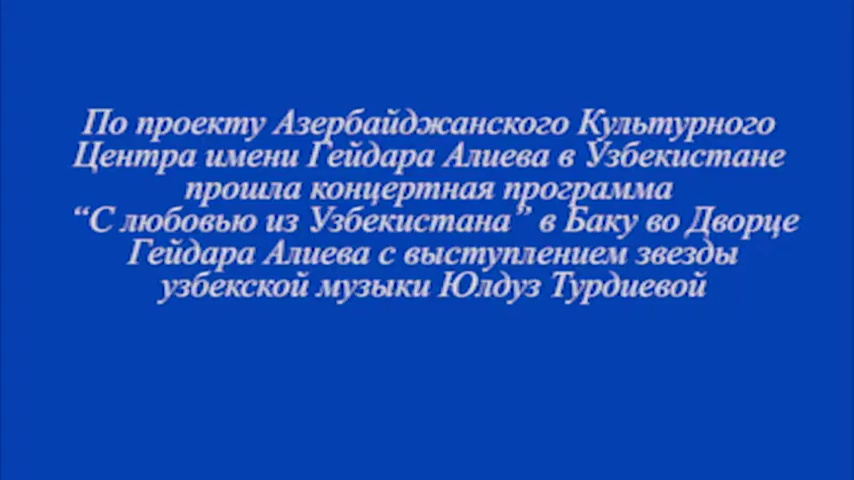 По проекту Азербайджанского Культурного
Центра имени Гейдара Алиева в Узбекистане
прошла концертная программа
“С любовью из Узбекистана” в Баку во Дворце
Гейдара Алиева с выступлением звезды
узбекской музыки Юлдуз Турдиевой